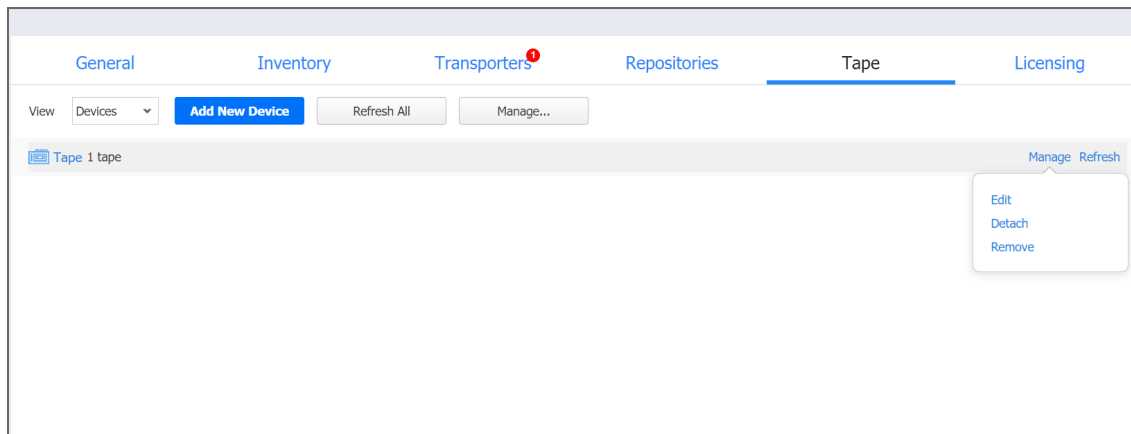 General Inventory Transporters 1 Repositories Tape Licensing
View Devices Add New Device Refresh All Manage...
Tape 1 tape Manage Refresh
Edit
Detach
Remove